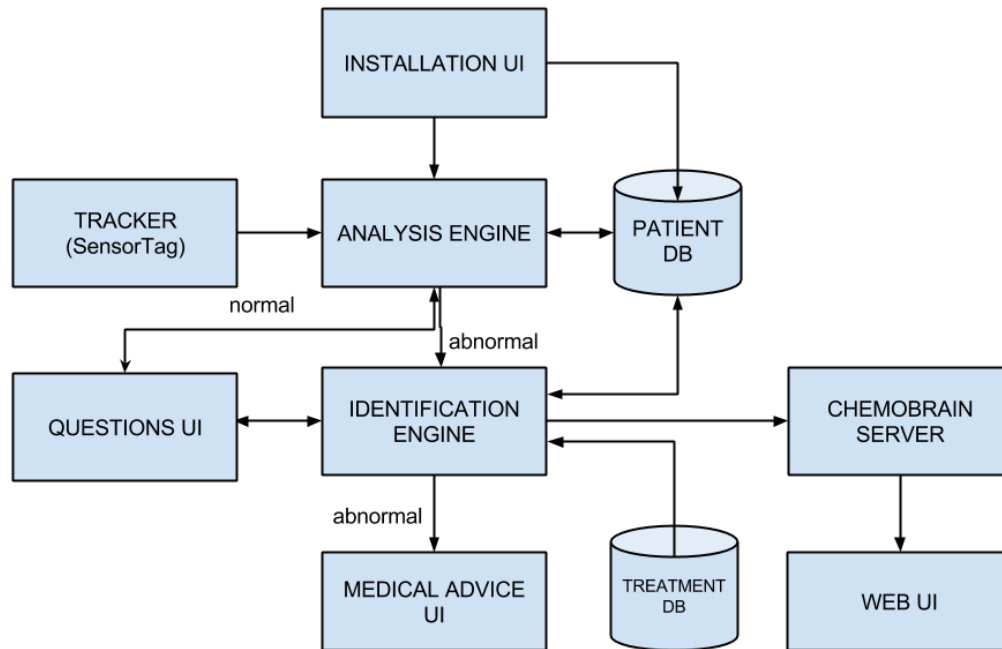 INSTALLATION UI
TRACKER
(SensorTag)
ANALYSIS ENGINE
PATIENT
DB
normal
abnormal
QUESTIONS UI
IDENTIFICATION
ENGINE
CHEMOBRAIN
SERVER
abnormal
MEDICAL ADVICE
UI
TREATMENT
DB
WEB UI